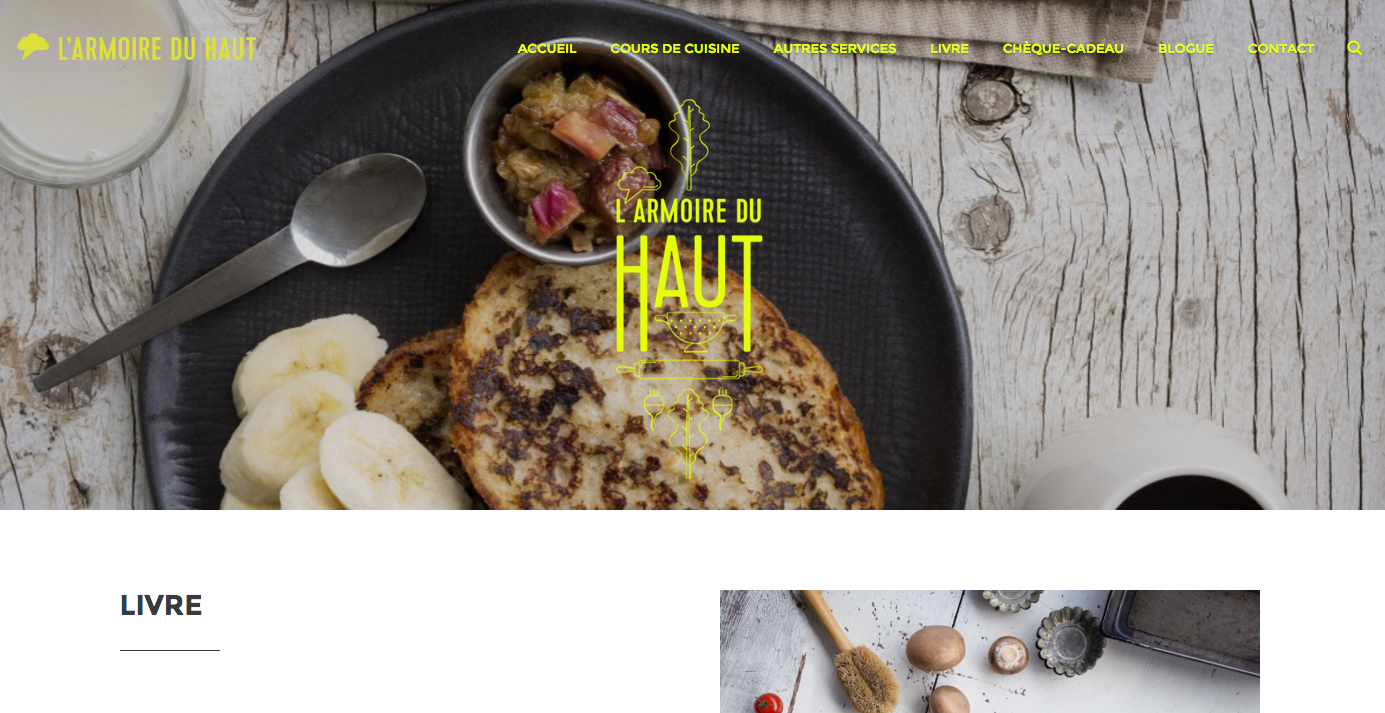 L'ARMOIRE DU HAUT
ACCUEIL COURS DE CUISINE AUTRES SERVICES LIVRE CHÈQUE-CADEAU BLOGUE CONTACT
L'ARMOIRE DU
HAUT
LIVRE